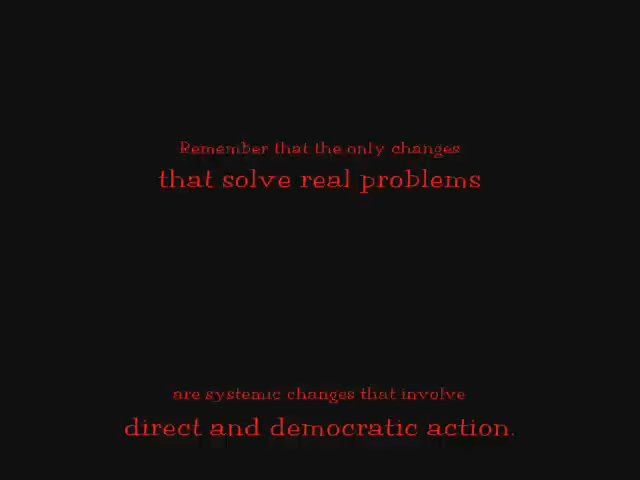 Remember that the only changes
that solve real problems
are systemic changes that involve
direct and democratic action.